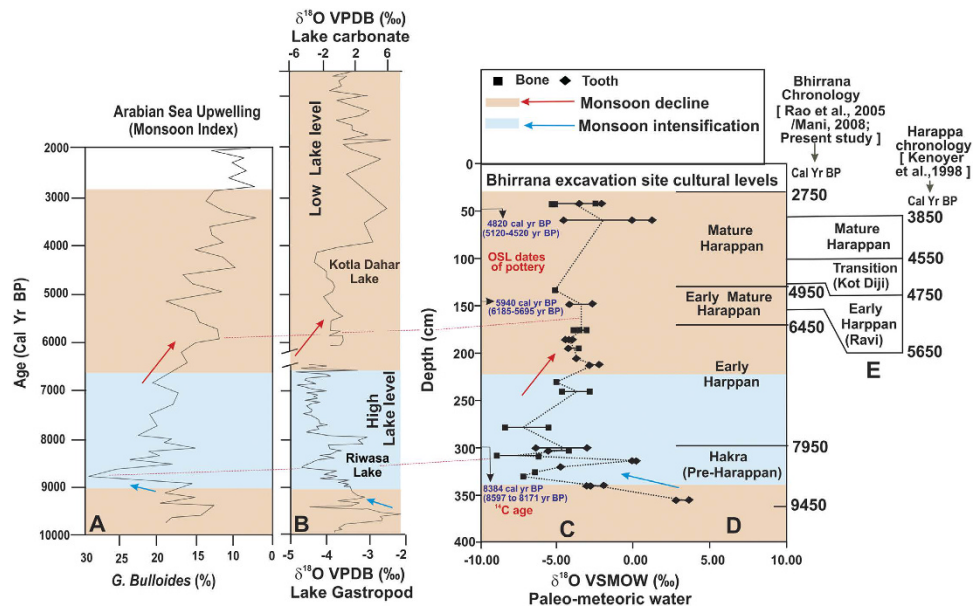 δ18O VPDB (‰)
Lake carbonate
-6 -2 2 6
Arabian Sea Upwelling
(Monsoon Index)
Age (Cal Yr BP)
2000
3000
4000
5000
6000
7000
8000
9000
10000
30 25 20 15 10 5 0
G. Bulloides (%)
A
Low Lake level
Kotla Dahar
Lake
High
Lake level
Riwasa
Lake
B
-5 -4 -3 -2
δ18O VPDB (‰)
Lake Gastropod
Bone Tooth
Monsoon decline
Monsoon intensification
Bhirrana excavation site cultural levels
Depth (cm)
0
50
100
150
200
250
300
350
400
4820 cal yr BP
(5120-4520 yr BP)
OSL dates
of pottery
5940 cal yr BP
(6185-5695 yr BP)
8384 cal yr BP
(8597 to 8171 yr BP)
14C age
C
-10.00 -5.00 0.00 5.00 10.00
δ18O VSMOW (‰)
Paleo-meteoric water
Mature
Harappan
Early Mature
Harappan
Early
Harppan
Hakra
(Pre-Harappan)
D
Bhirrana
Chronology
[ Rao et al., 2005
/Mani, 2008;
Present study ]
Cal Yr BP
2750
4950
6450
7950
9450
Harappa
chronology
[ Kenoyer
et al.,1998 ]
Cal Yr BP
3850
Mature
Harappan
4550
Transition
(Kot Diji)
4750
Early
Harppan
(Ravi)
5650
E